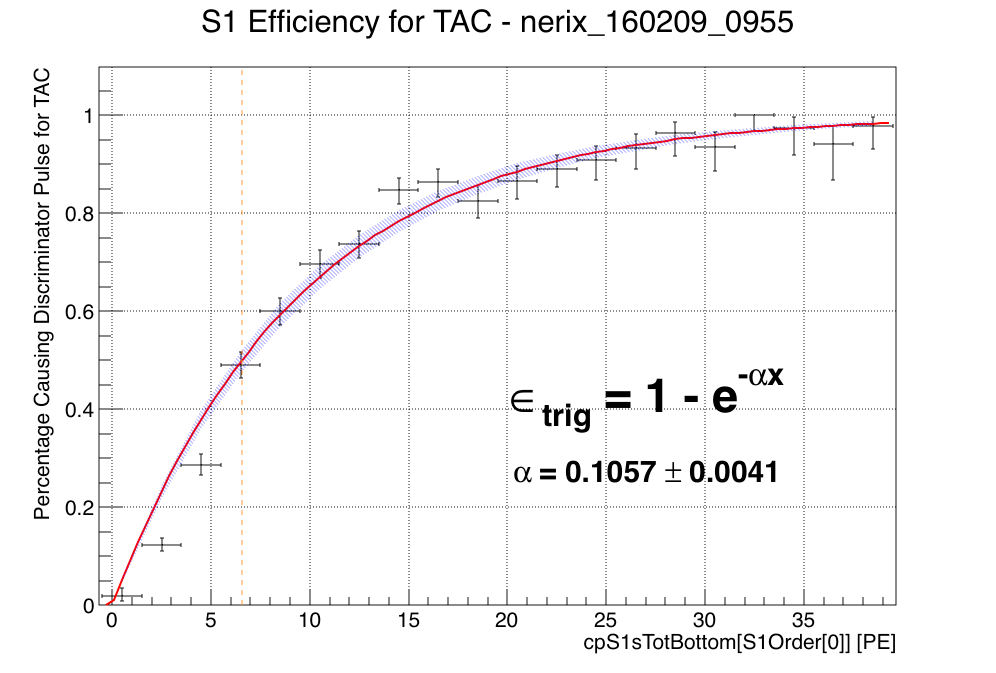 S1 Efficiency for TAC - nerix_160209_0955
Percentage Causing Discriminator Pulse for TAC
1
0.8
0.6
0.4
0.2
0
∈trig = 1 - e^-αx
α = 0.1057 ± 0.0041
0 5 10 15 20 25 30 35
cpS1sTotBottom[S1Order[0]] [PE]